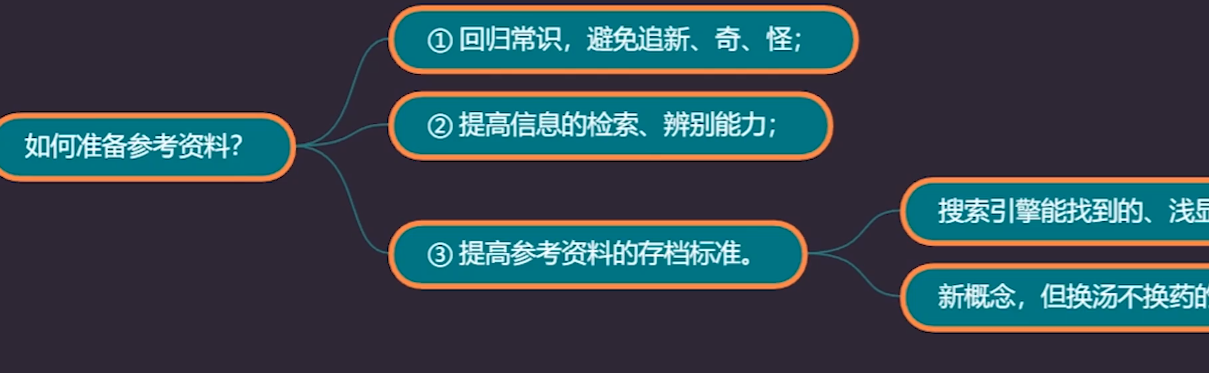 如何准备参考资料？
① 回归常识，避免追新、奇、怪；
② 提高信息的检索、辨别能力；
③ 提高参考资料的存档标准。
搜索引擎能找到的、浅显
新概念，但换汤不换药的